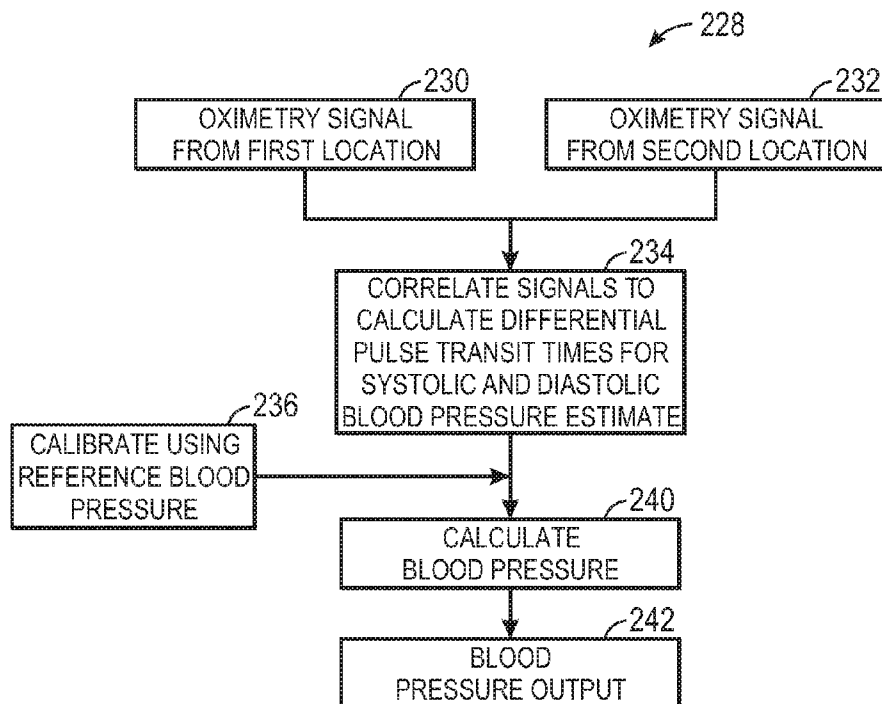 228
230
OXIMETRY SIGNAL
FROM FIRST LOCATION
232
OXIMETRY SIGNAL
FROM SECOND LOCATION
234
CORRELATE SIGNALS TO
CALCULATE DIFFERENTIAL
PULSE TRANSIT TIMES FOR
SYSTOLIC AND DIASTOLIC
BLOOD PRESSURE ESTIMATE
236
CALIBRATE USING
REFERENCE BLOOD
PRESSURE
240
CALCULATE
BLOOD PRESSURE
242
BLOOD
PRESSURE OUTPUT